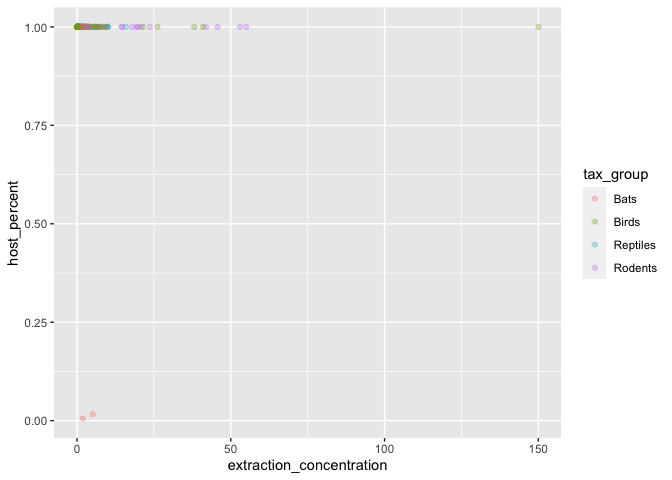 1.00
0.75
0.50
0.25
0.00
host_percent
0
50
100
150
extraction_concentration
tax_group
Bats
Birds
Reptiles
Rodents